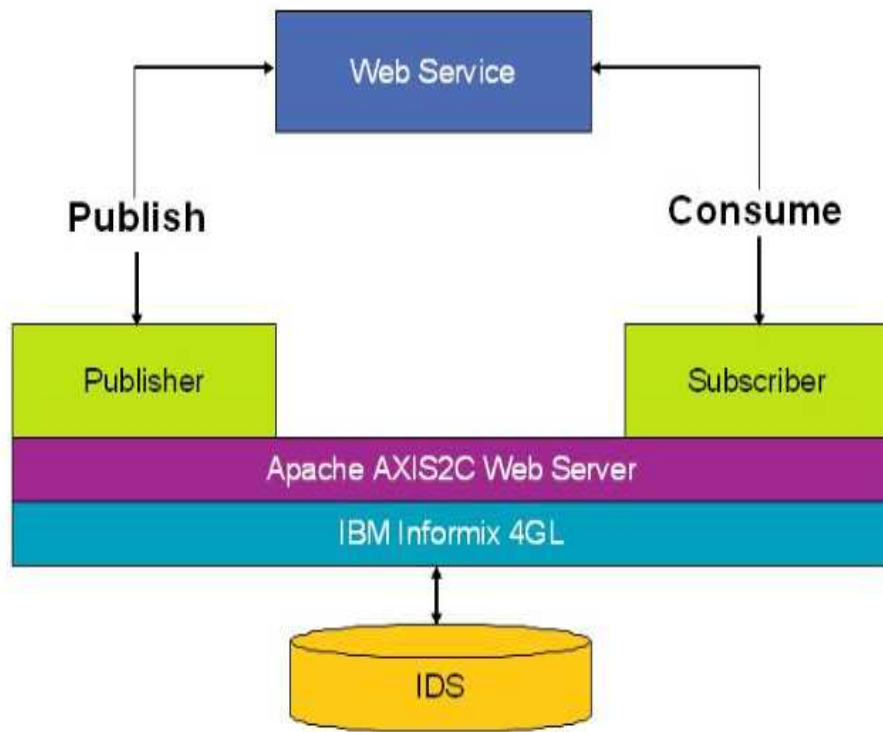 Web Service
Publish
Consume
Publisher
Subscriber
Apache AXIS2C Web Server
IBM Informix 4GL
IDS